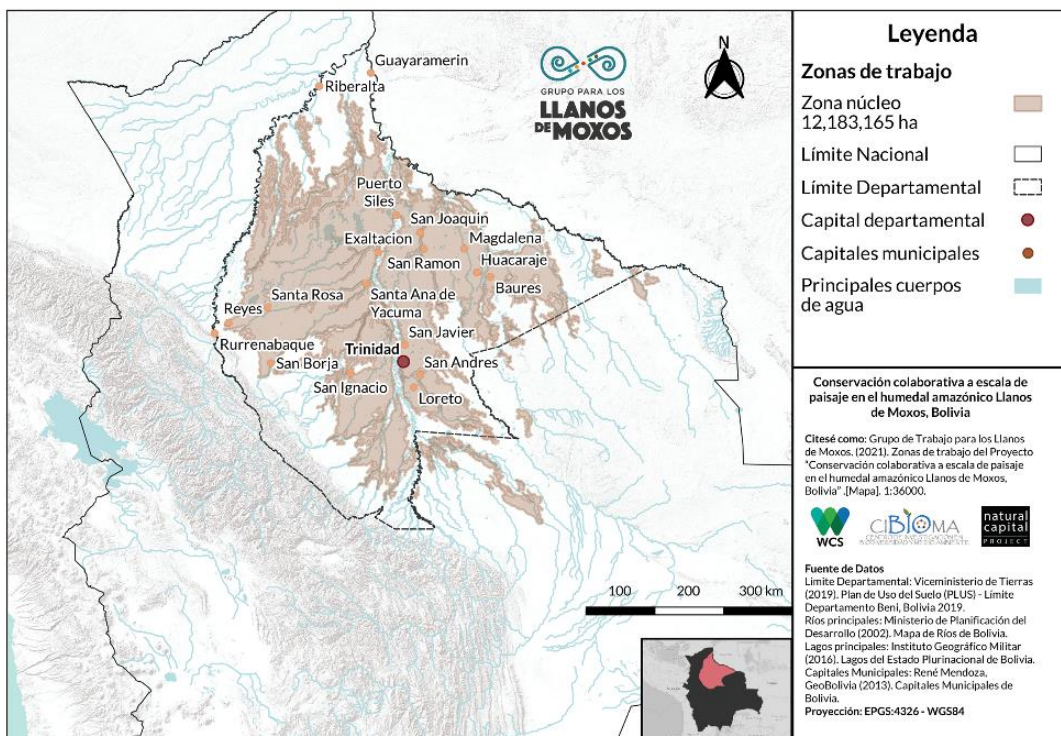 Guayaramerin
Riberalta
GRUPO PARA LOS
LLANOS
DE MOXOS
N
Puerto
Siles
San Joaquin
Exaltacion
Magdalena
San Ramon
Huacaraje
Baures
Santa Rosa
Santa Ana de
Yacuma
Reyes
San Javier
Rurrenabaque
Trinidad
San Andres
San Borja
San Ignacio
Loreto
100 200 300 km
Leyenda
Zonas de trabajo
Zona núcleo
12,183,165 ha
Límite Nacional
Límite Departamental
Capital departamental
Capitales municipales
Principales cuerpos
de agua
Conservación colaborativa a escala de
paisaje en el humedal amazónico Llanos
de Moxos, Bolivia
Citesé como: Grupo de Trabajo para los Llanos
de Moxos. (2021). Zonas de trabajo del Proyecto
"Conservación colaborativa a escala de paisaje
en el humedal amazónico Llanos de Moxos,
Bolivia" .[Mapa]. 1:36000.
WCS
CIBIOMA
CENTRO DE INVESTIGACIÓN EN
BIODIVERSIDAD Y MEDIO AMBIENTE
natural
capital
PROJECT
Fuente de Datos
Limite Departamental: Viceministerio de Tierras
(2019). Plan de Uso del Suelo (PLUS) - Límite
Departamento Beni, Bolivia 2019.
Ríos principales: Ministerio de Planificación del
Desarrollo (2002). Mapa de Ríos de Bolivia.
Lagos principales: Instituto Geográfico Militar
(2016). Lagos del Estado Plurinacional de Bolivia.
Capitales Municipales: René Mendoza,
GeoBolivia (2013). Capitales Municipales de
Bolivia.
Proyección: EPGS:4326 - WGS84